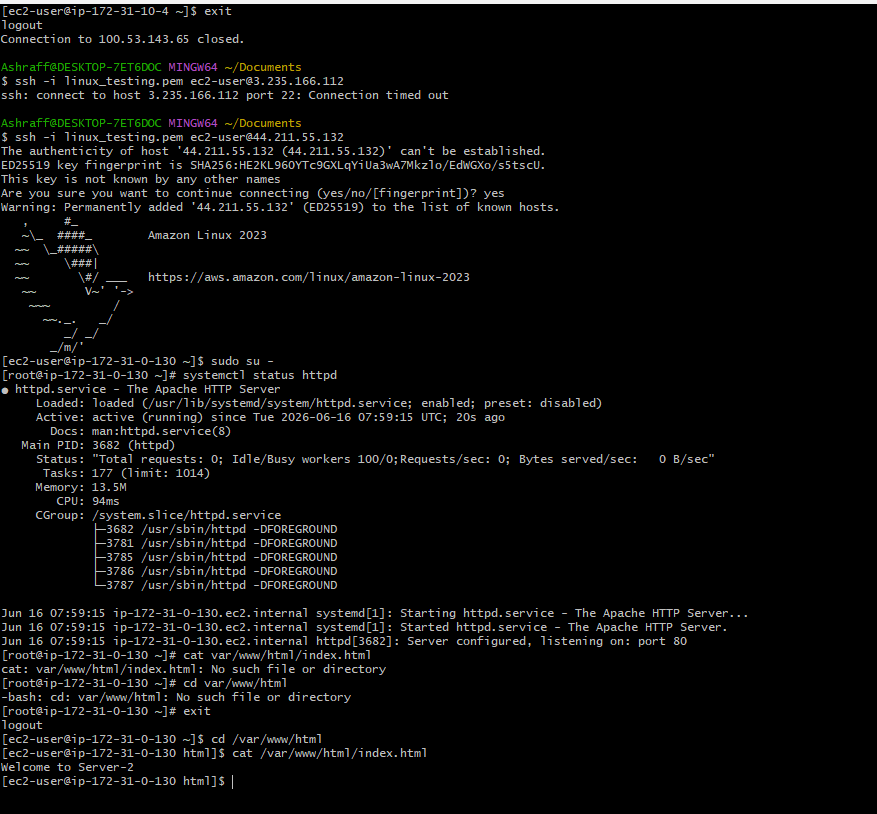 [ec2-user@ip-172-31-10-4 ~]$ exit
logout
Connection to 100.53.143.65 closed.

Ashraff@DESKTOP-7ET6DOC MINGW64 ~/Documents
$ ssh -i linux_testing.pem ec2-user@3.235.166.112
ssh: connect to host 3.235.166.112 port 22: Connection timed out

Ashraff@DESKTOP-7ET6DOC MINGW64 ~/Documents
$ ssh -i linux_testing.pem ec2-user@44.211.55.132
The authenticity of host '44.211.55.132 (44.211.55.132)' can't be established.
ED25519 key fingerprint is SHA256:HE2KL960YTc9GXLqYiUa3wA7Mkzlo/EdWGXo/s5tscU.
This key is not known by any other names
Are you sure you want to continue connecting (yes/no/[fingerprint])? yes
Warning: Permanently added '44.211.55.132' (ED25519) to the list of known hosts.
   ,     #_
   ~\_  ####_        Amazon Linux 2023
  ~~  \_#####\
  ~~     \###|
  ~~       \#/ ___   https://aws.amazon.com/linux/amazon-linux-2023
   ~~       V~' '->
    ~~~         /
      ~~._.   _/
         _/ _/
       _/m/'
[ec2-user@ip-172-31-0-130 ~]$ sudo su -
[root@ip-172-31-0-130 ~]# systemctl status httpd
● httpd.service - The Apache HTTP Server
     Loaded: loaded (/usr/lib/systemd/system/httpd.service; enabled; preset: disabled)
     Active: active (running) since Tue 2026-06-16 07:59:15 UTC; 20s ago
       Docs: man:httpd.service(8)
   Main PID: 3682 (httpd)
     Status: "Total requests: 0; Idle/Busy workers 100/0;Requests/sec: 0; Bytes served/sec:   0 B/sec"
      Tasks: 177 (limit: 1014)
     Memory: 13.5M
        CPU: 94ms
     CGroup: /system.slice/httpd.service
             ├─3682 /usr/sbin/httpd -DFOREGROUND
             ├─3781 /usr/sbin/httpd -DFOREGROUND
             ├─3785 /usr/sbin/httpd -DFOREGROUND
             ├─3786 /usr/sbin/httpd -DFOREGROUND
             └─3787 /usr/sbin/httpd -DFOREGROUND

Jun 16 07:59:15 ip-172-31-0-130.ec2.internal systemd[1]: Starting httpd.service - The Apache HTTP Server...
Jun 16 07:59:15 ip-172-31-0-130.ec2.internal systemd[1]: Started httpd.service - The Apache HTTP Server.
Jun 16 07:59:15 ip-172-31-0-130.ec2.internal httpd[3682]: Server configured, listening on: port 80
[root@ip-172-31-0-130 ~]# cat var/www/html/index.html
cat: var/www/html/index.html: No such file or directory
[root@ip-172-31-0-130 ~]# cd var/www/html
-bash: cd: var/www/html: No such file or directory
[root@ip-172-31-0-130 ~]# exit
logout
[ec2-user@ip-172-31-0-130 ~]$ cd /var/www/html
[ec2-user@ip-172-31-0-130 html]$ cat /var/www/html/index.html
Welcome to Server-2
[ec2-user@ip-172-31-0-130 html]$